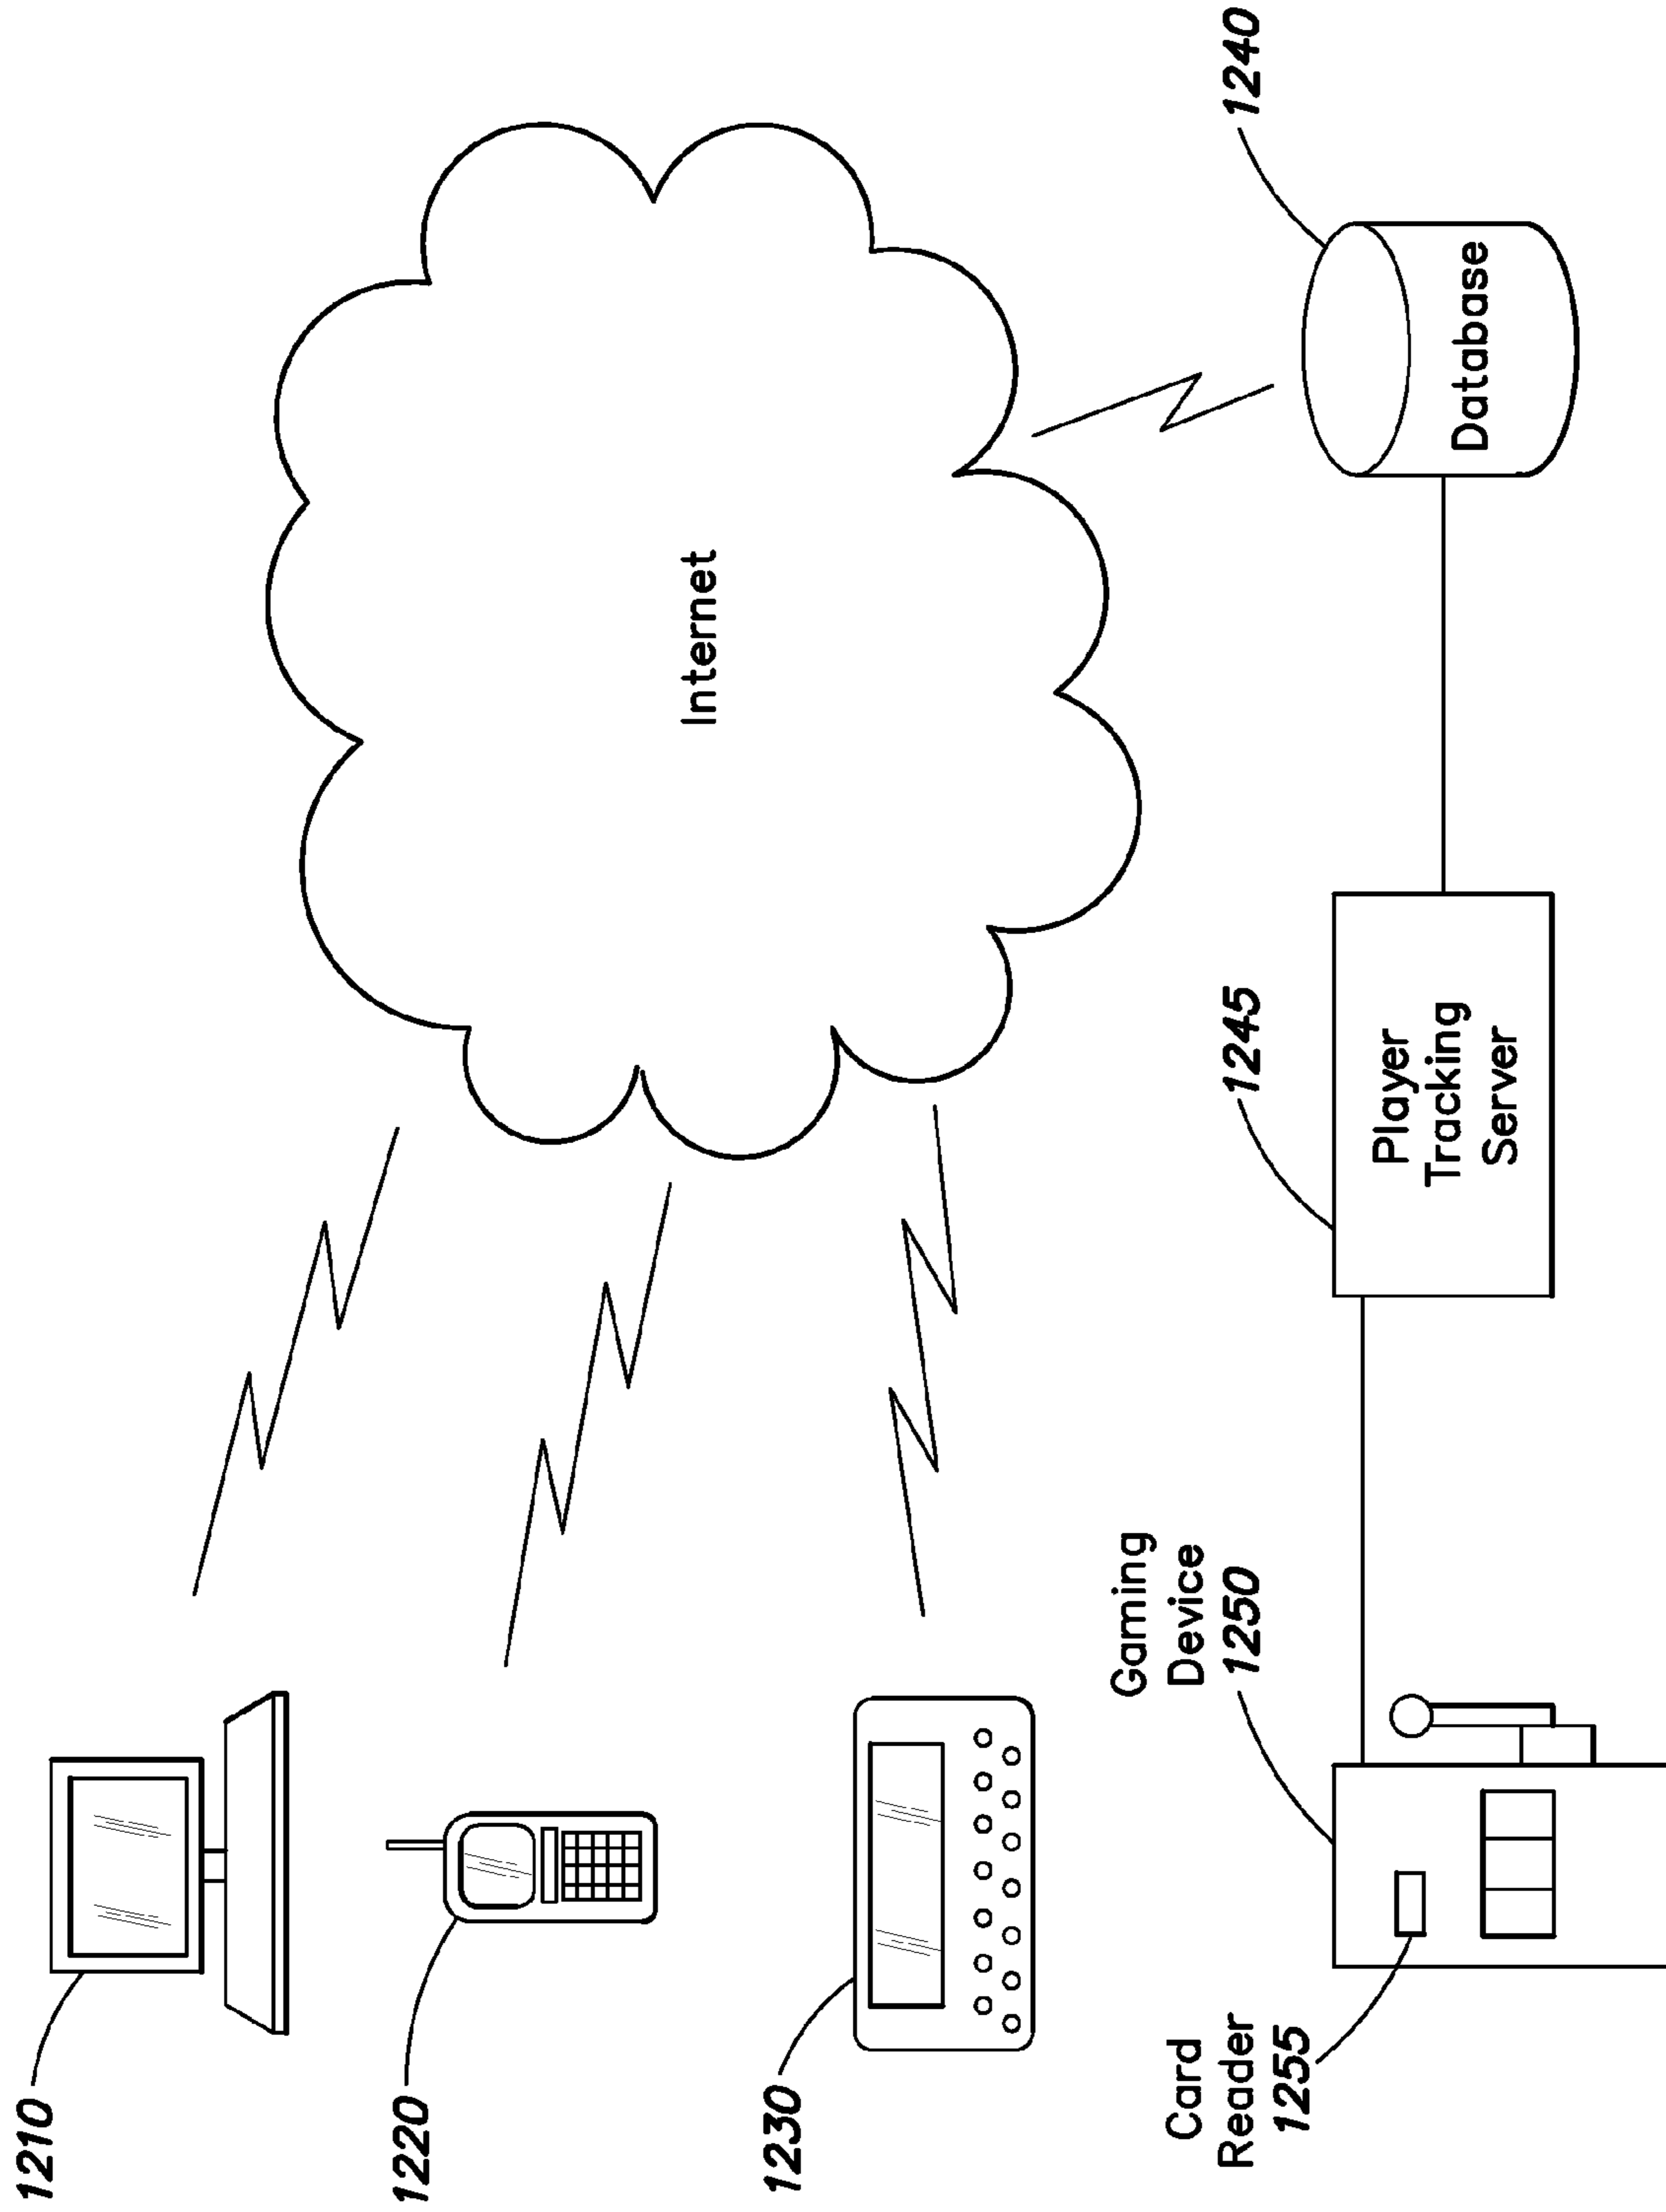 1210
1220
1230
Internet
Gaming
Device
1250
Card
Reader
1255
1245
Player
Tracking
Server
1240
Database